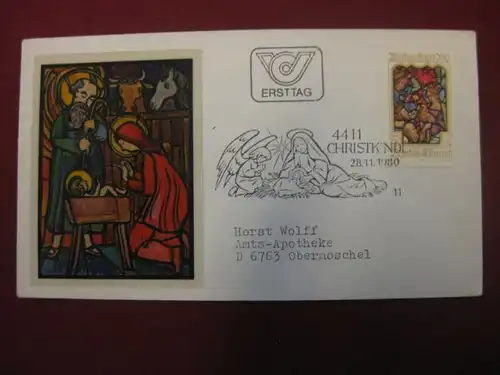 ERSTTAG
4411
CHRISTKINDL
28.11.1980
11
Horst Wolff
Amts-Apotheke
D 6763 Obermoschel